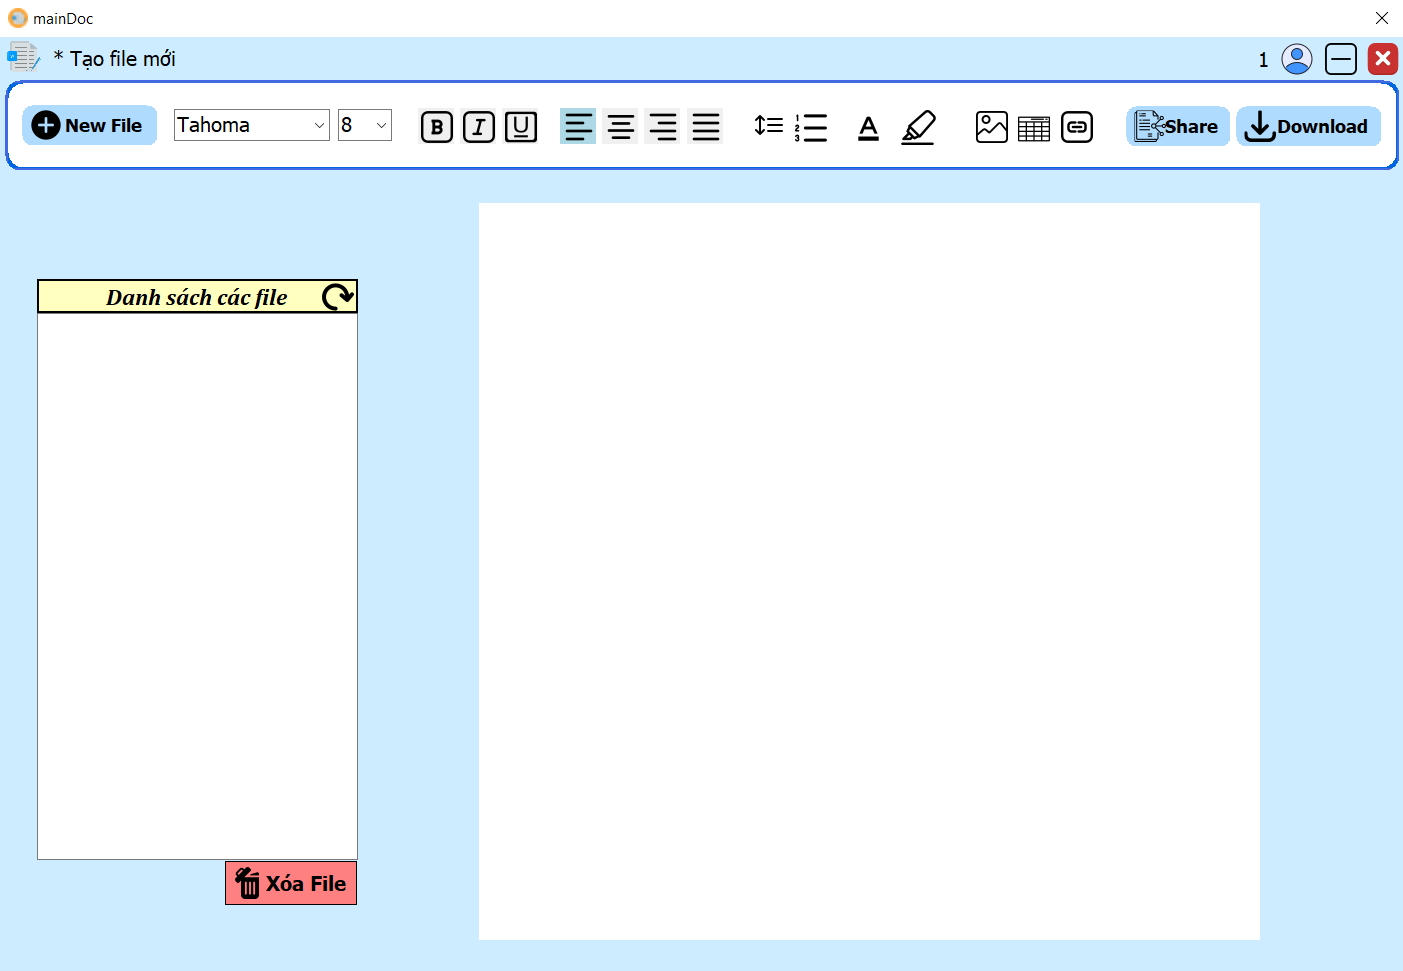 mainDoc
* Tạo file mới
1
New File
Tahoma
8
B I U
A
Share
Download
Danh sách các file
Xóa File